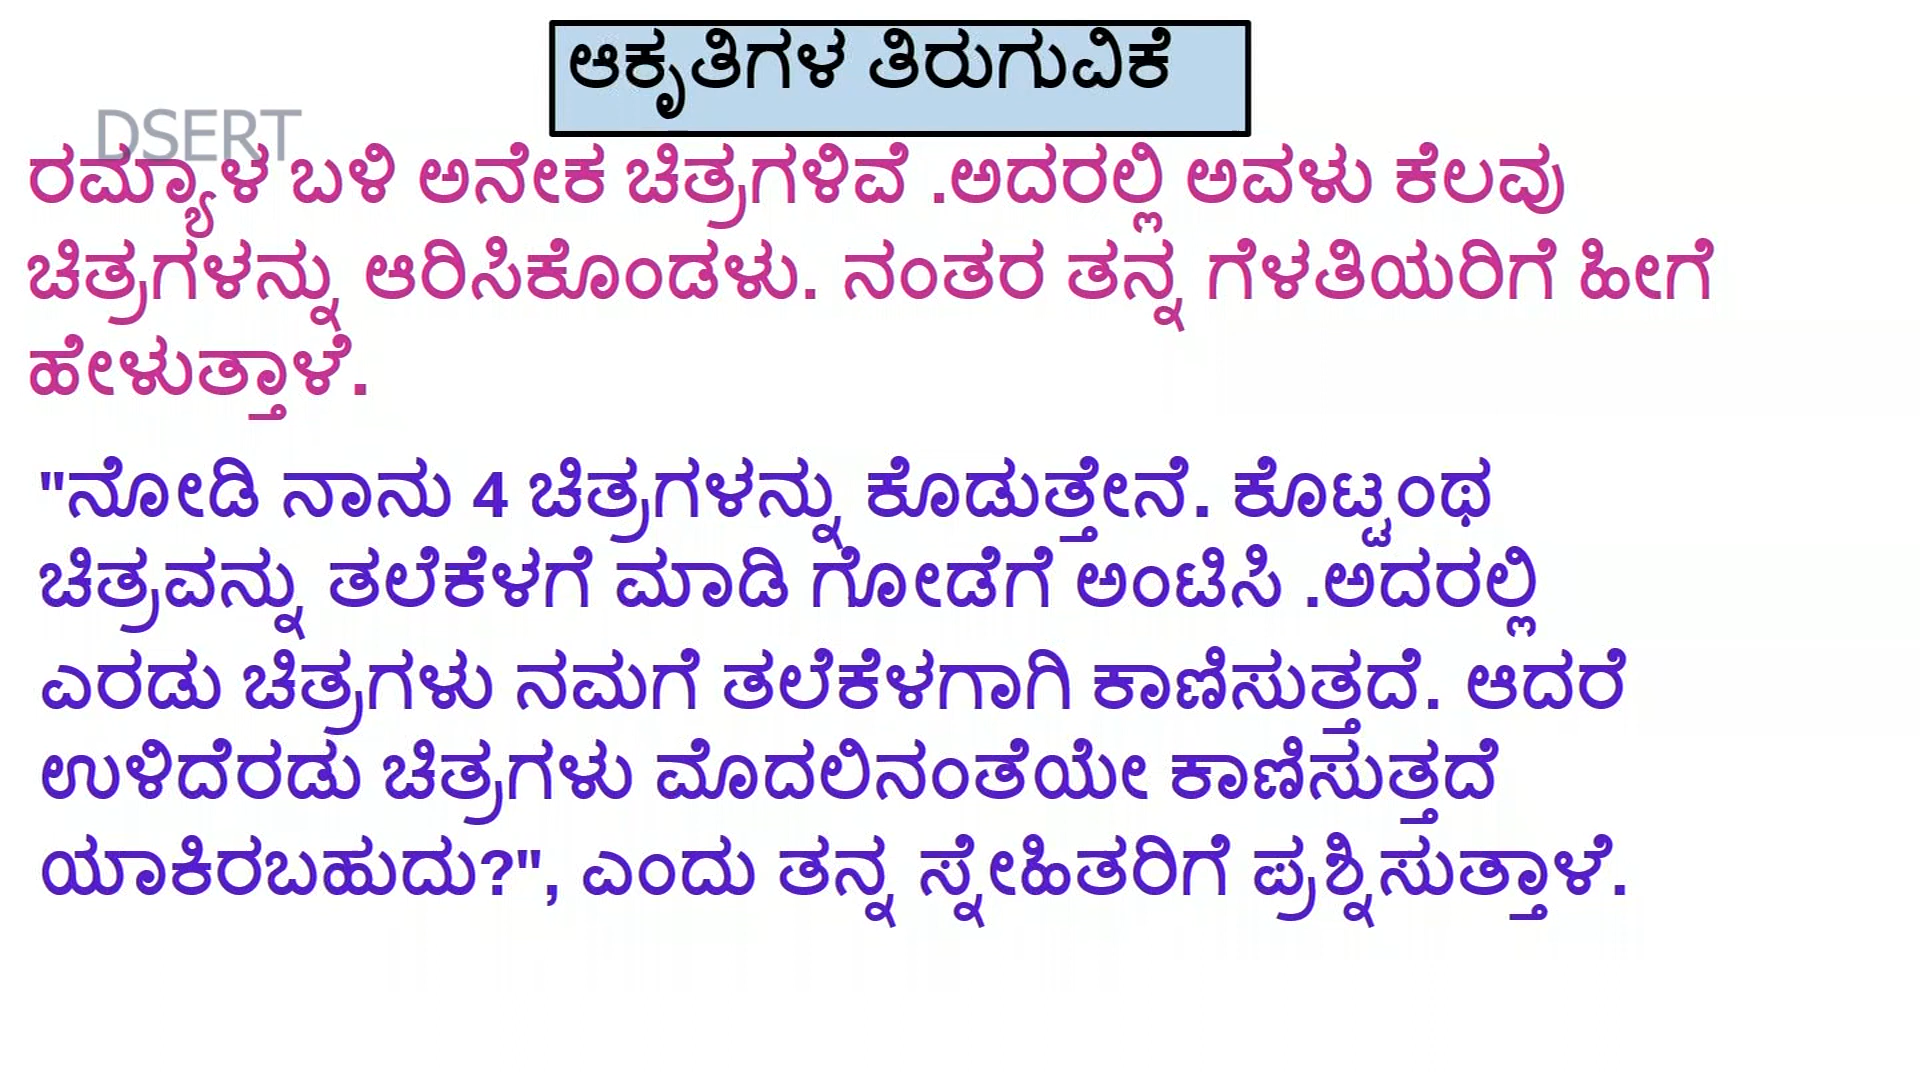 ಆಕೃತಿಗಳ ತಿರುಗುವಿಕೆ
DSERT
ರಮ್ಯಾಳ ಬಳಿ ಅನೇಕ ಚಿತ್ರಗಳಿವೆ .ಅದರಲ್ಲಿ ಅವಳು ಕೆಲವು
ಚಿತ್ರಗಳನ್ನು ಆರಿಸಿಕೊಂಡಳು. ನಂತರ ತನ್ನ ಗೆಳತಿಯರಿಗೆ ಹೀಗೆ
ಹೇಳುತ್ತಾಳೆ.
"ನೋಡಿ ನಾನು 4 ಚಿತ್ರಗಳನ್ನು ಕೊಡುತ್ತೇನೆ. ಕೊಟ್ಟಂಥ
ಚಿತ್ರವನ್ನು ತಲೆಕೆಳಗೆ ಮಾಡಿ ಗೋಡೆಗೆ ಅಂಟಿಸಿ .ಅದರಲ್ಲಿ
ಎರಡು ಚಿತ್ರಗಳು ನಮಗೆ ತಲೆಕೆಳಗಾಗಿ ಕಾಣಿಸುತ್ತದೆ. ಆದರೆ
ಉಳಿದೆರಡು ಚಿತ್ರಗಳು ಮೊದಲಿನಂತೆಯೇ ಕಾಣಿಸುತ್ತದೆ
ಯಾಕಿರಬಹುದು?", ಎಂದು ತನ್ನ ಸ್ನೇಹಿತರಿಗೆ ಪ್ರಶ್ನಿಸುತ್ತಾಳೆ.